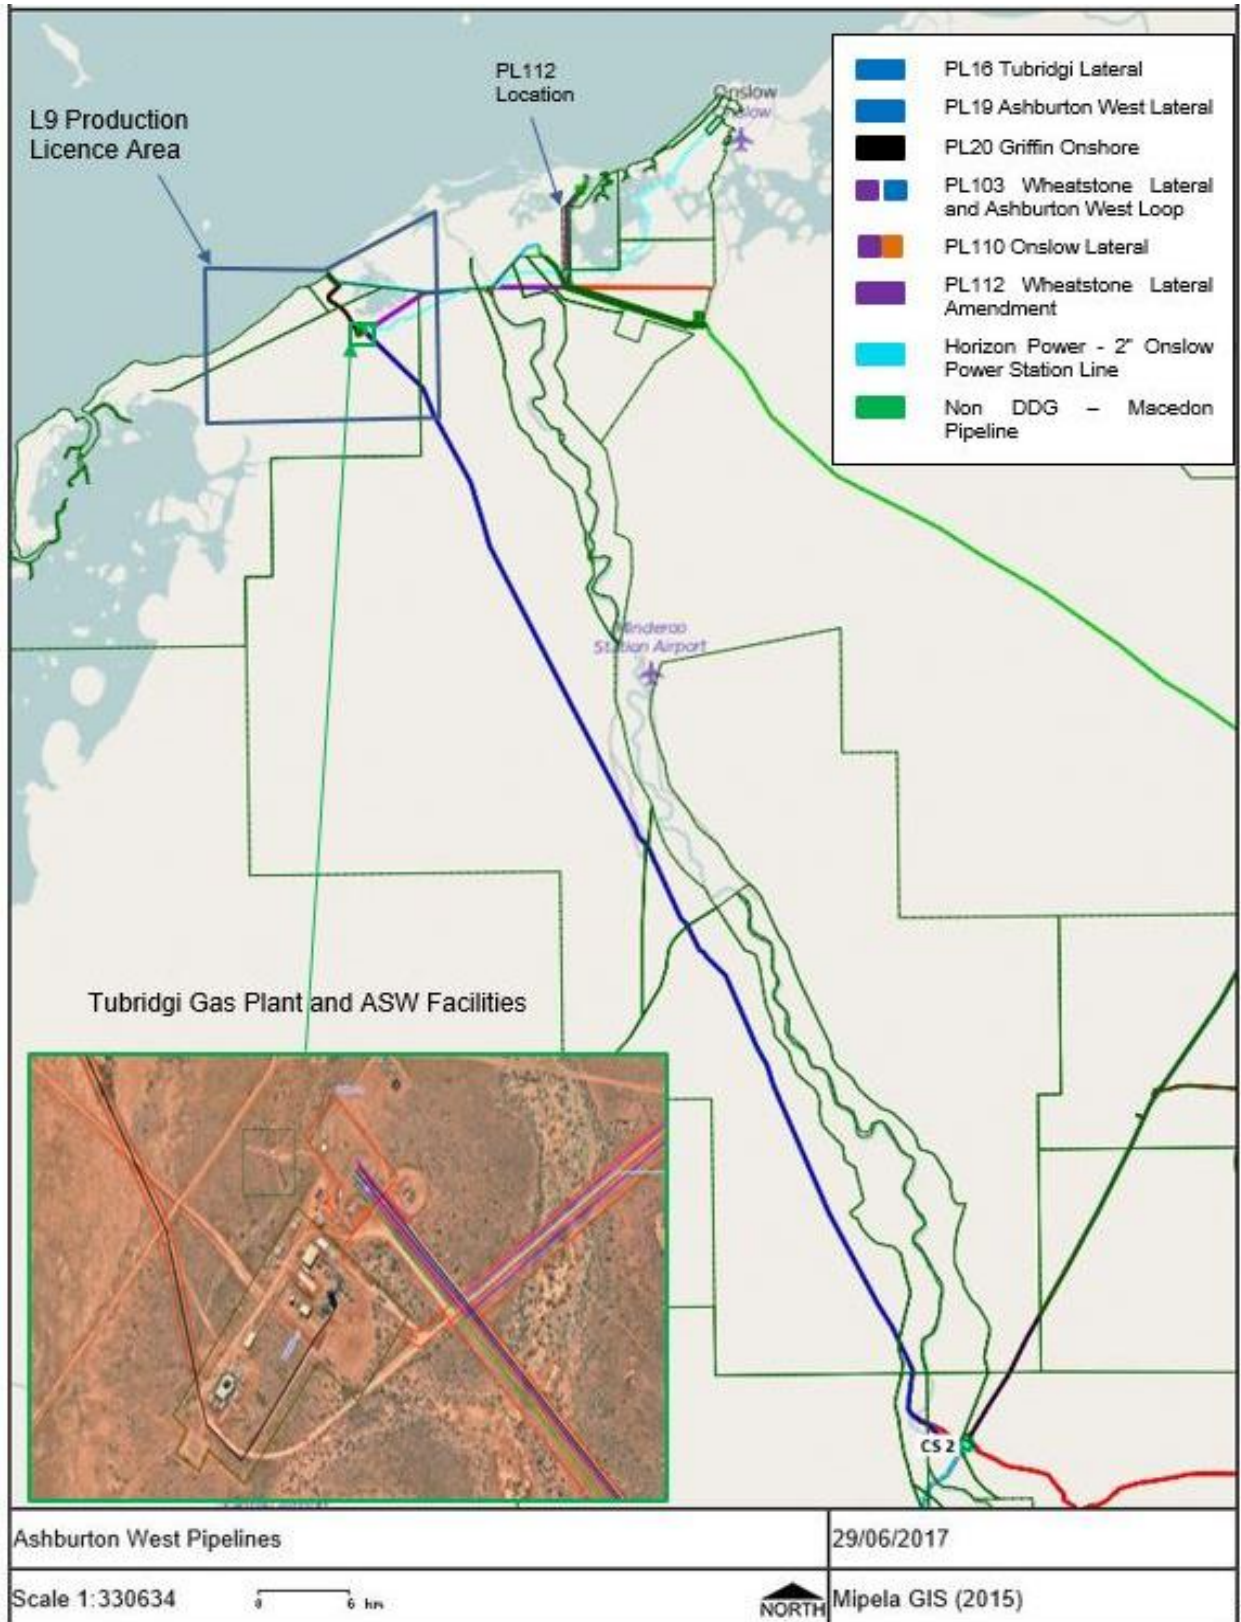 PL112
Location
Onslow
L9 Production
Licence Area
PL16 Tubridgi Lateral
PL19 Ashburton West Lateral
PL20 Griffin Onshore
PL103 Wheatstone Lateral
and Ashburton West Loop
PL110 Onslow Lateral
PL112 Wheatstone Lateral
Amendment
Horizon Power - 2" Onslow
Power Station Line
Non DDG – Macedon
Pipeline
Minderoo
Station Airport
Tubridgi Gas Plant and ASW Facilities
CS 2
Ashburton West Pipelines
29/06/2017
Scale 1:330634
0 6 km
NORTH
Mipela GIS (2015)